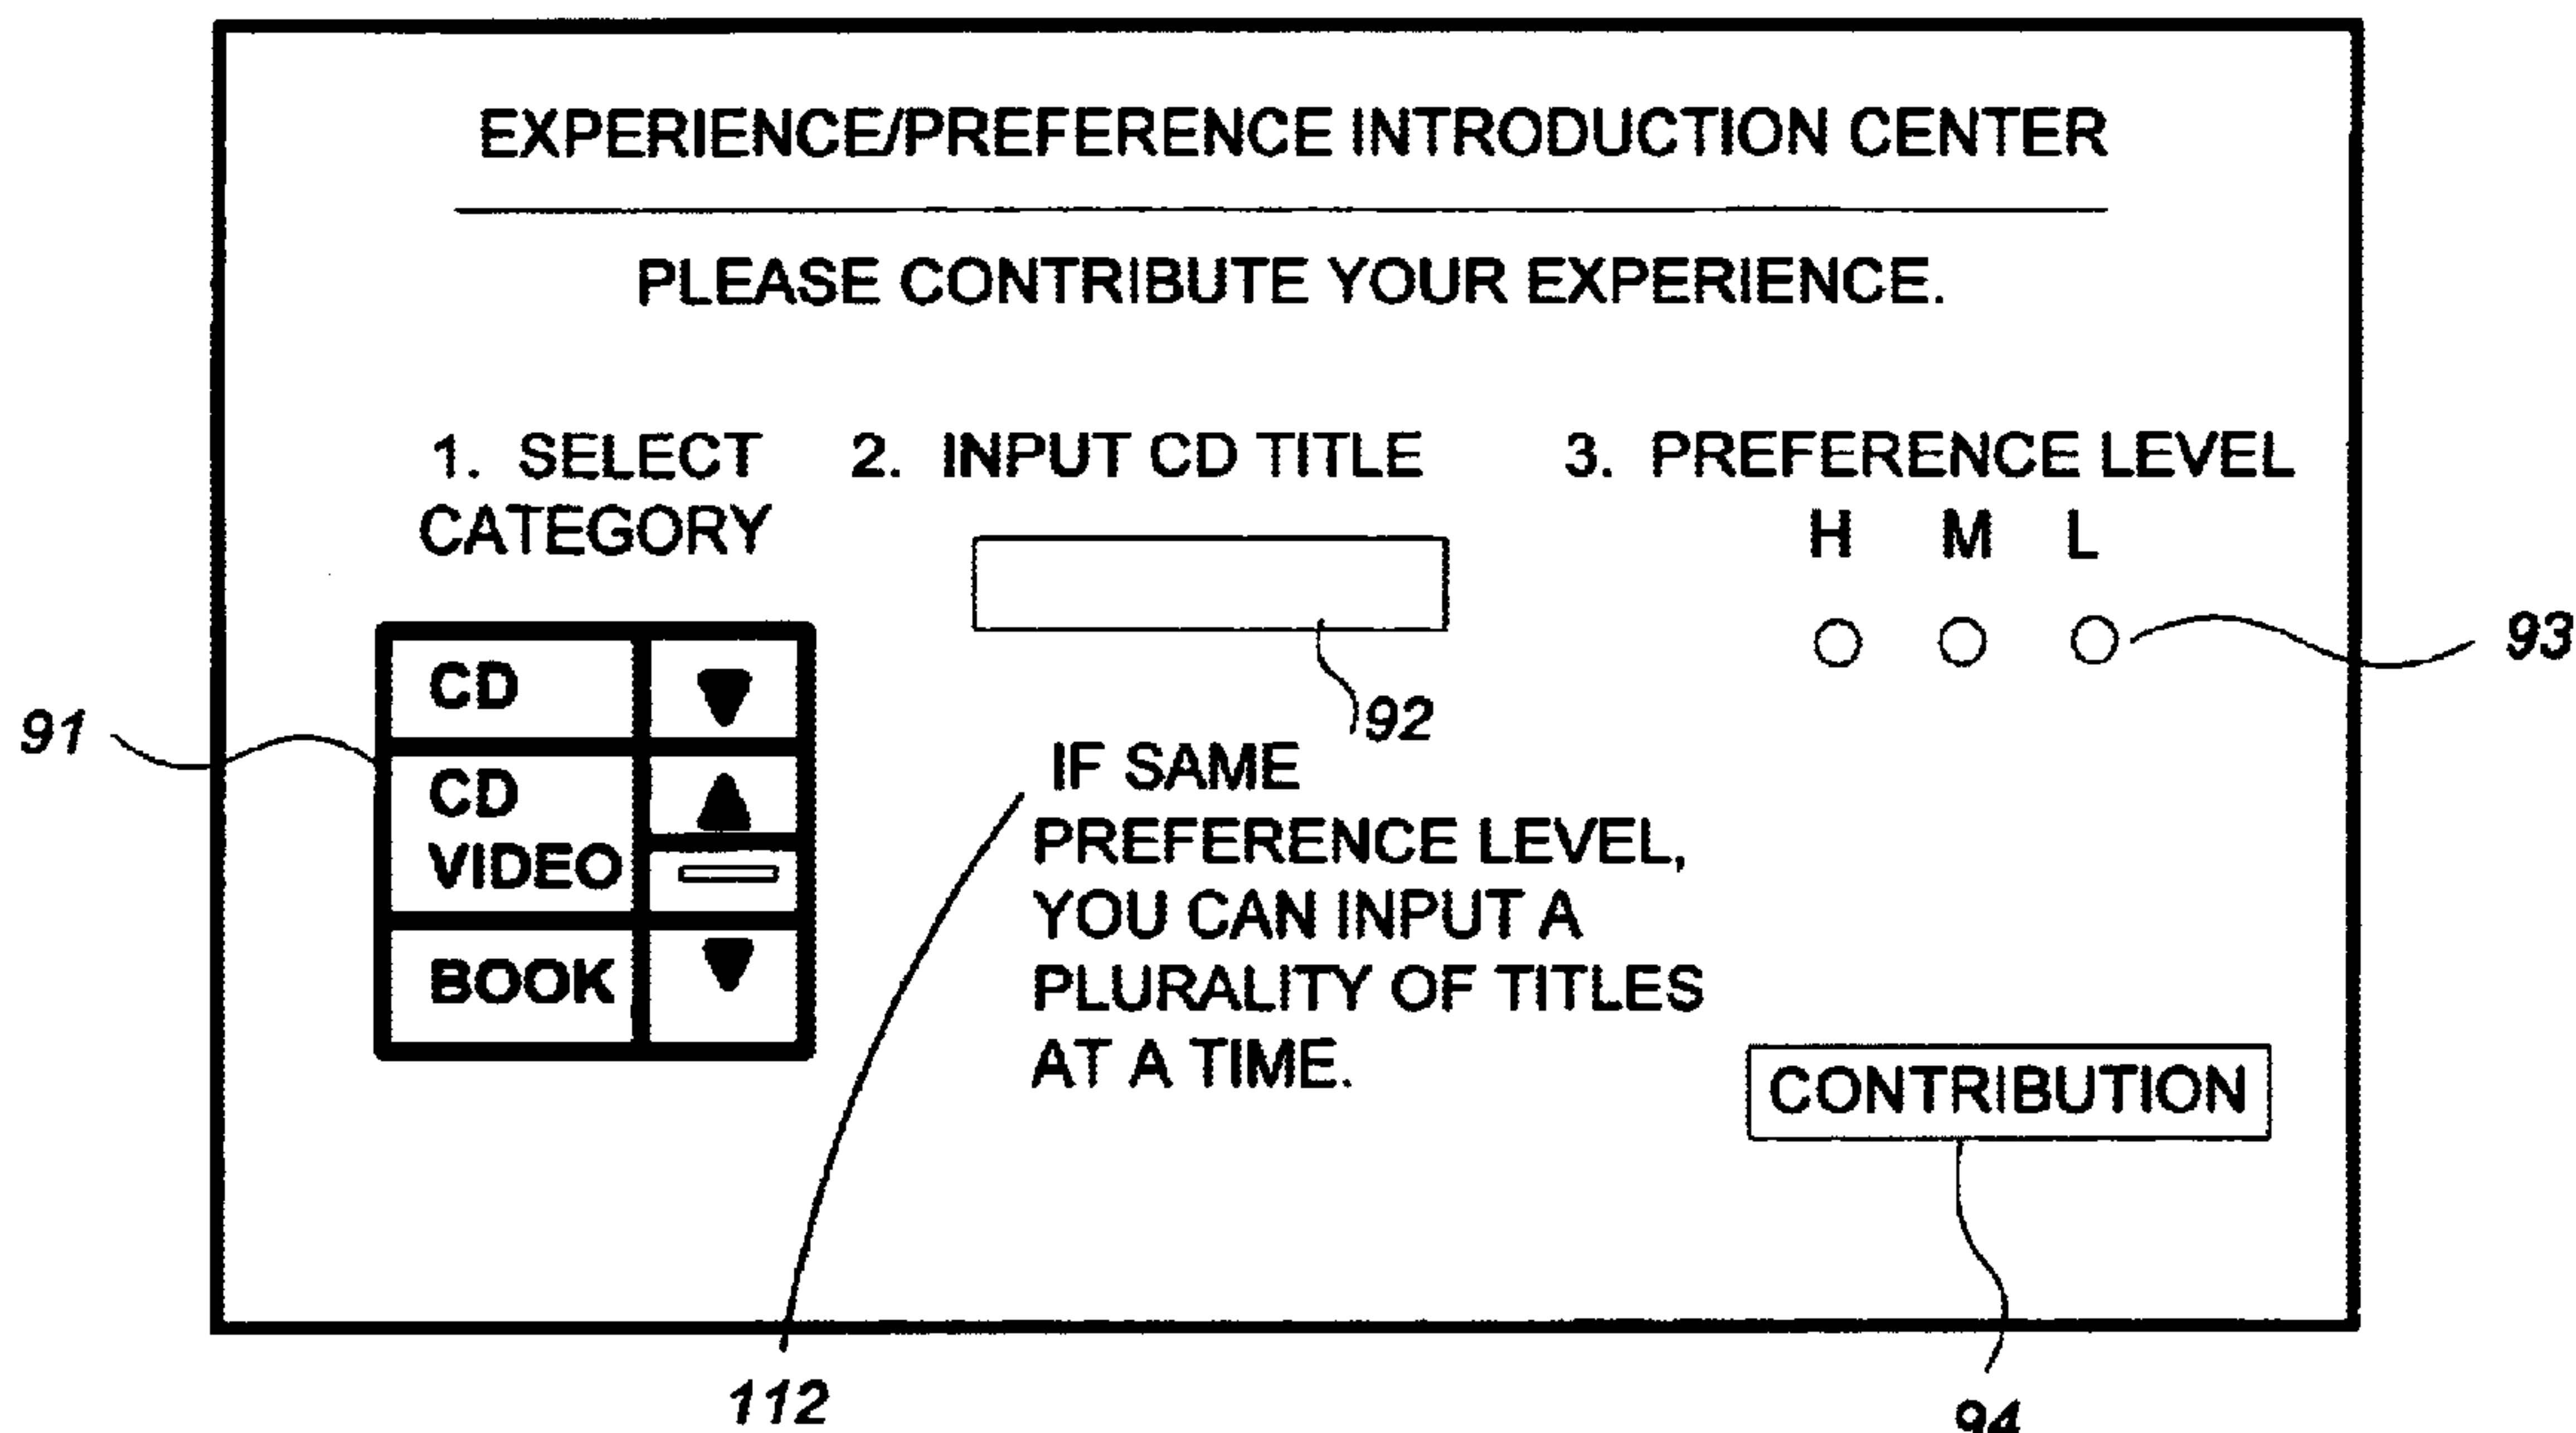 EXPERIENCE/PREFERENCE INTRODUCTION CENTER
PLEASE CONTRIBUTE YOUR EXPERIENCE.
1. SELECT
CATEGORY
2. INPUT CD TITLE
3. PREFERENCE LEVEL
H M L
93
CD
CD
VIDEO
BOOK
91
92
IF SAME
PREFERENCE LEVEL,
YOU CAN INPUT A
PLURALITY OF TITLES
AT A TIME.
CONTRIBUTION
112
94